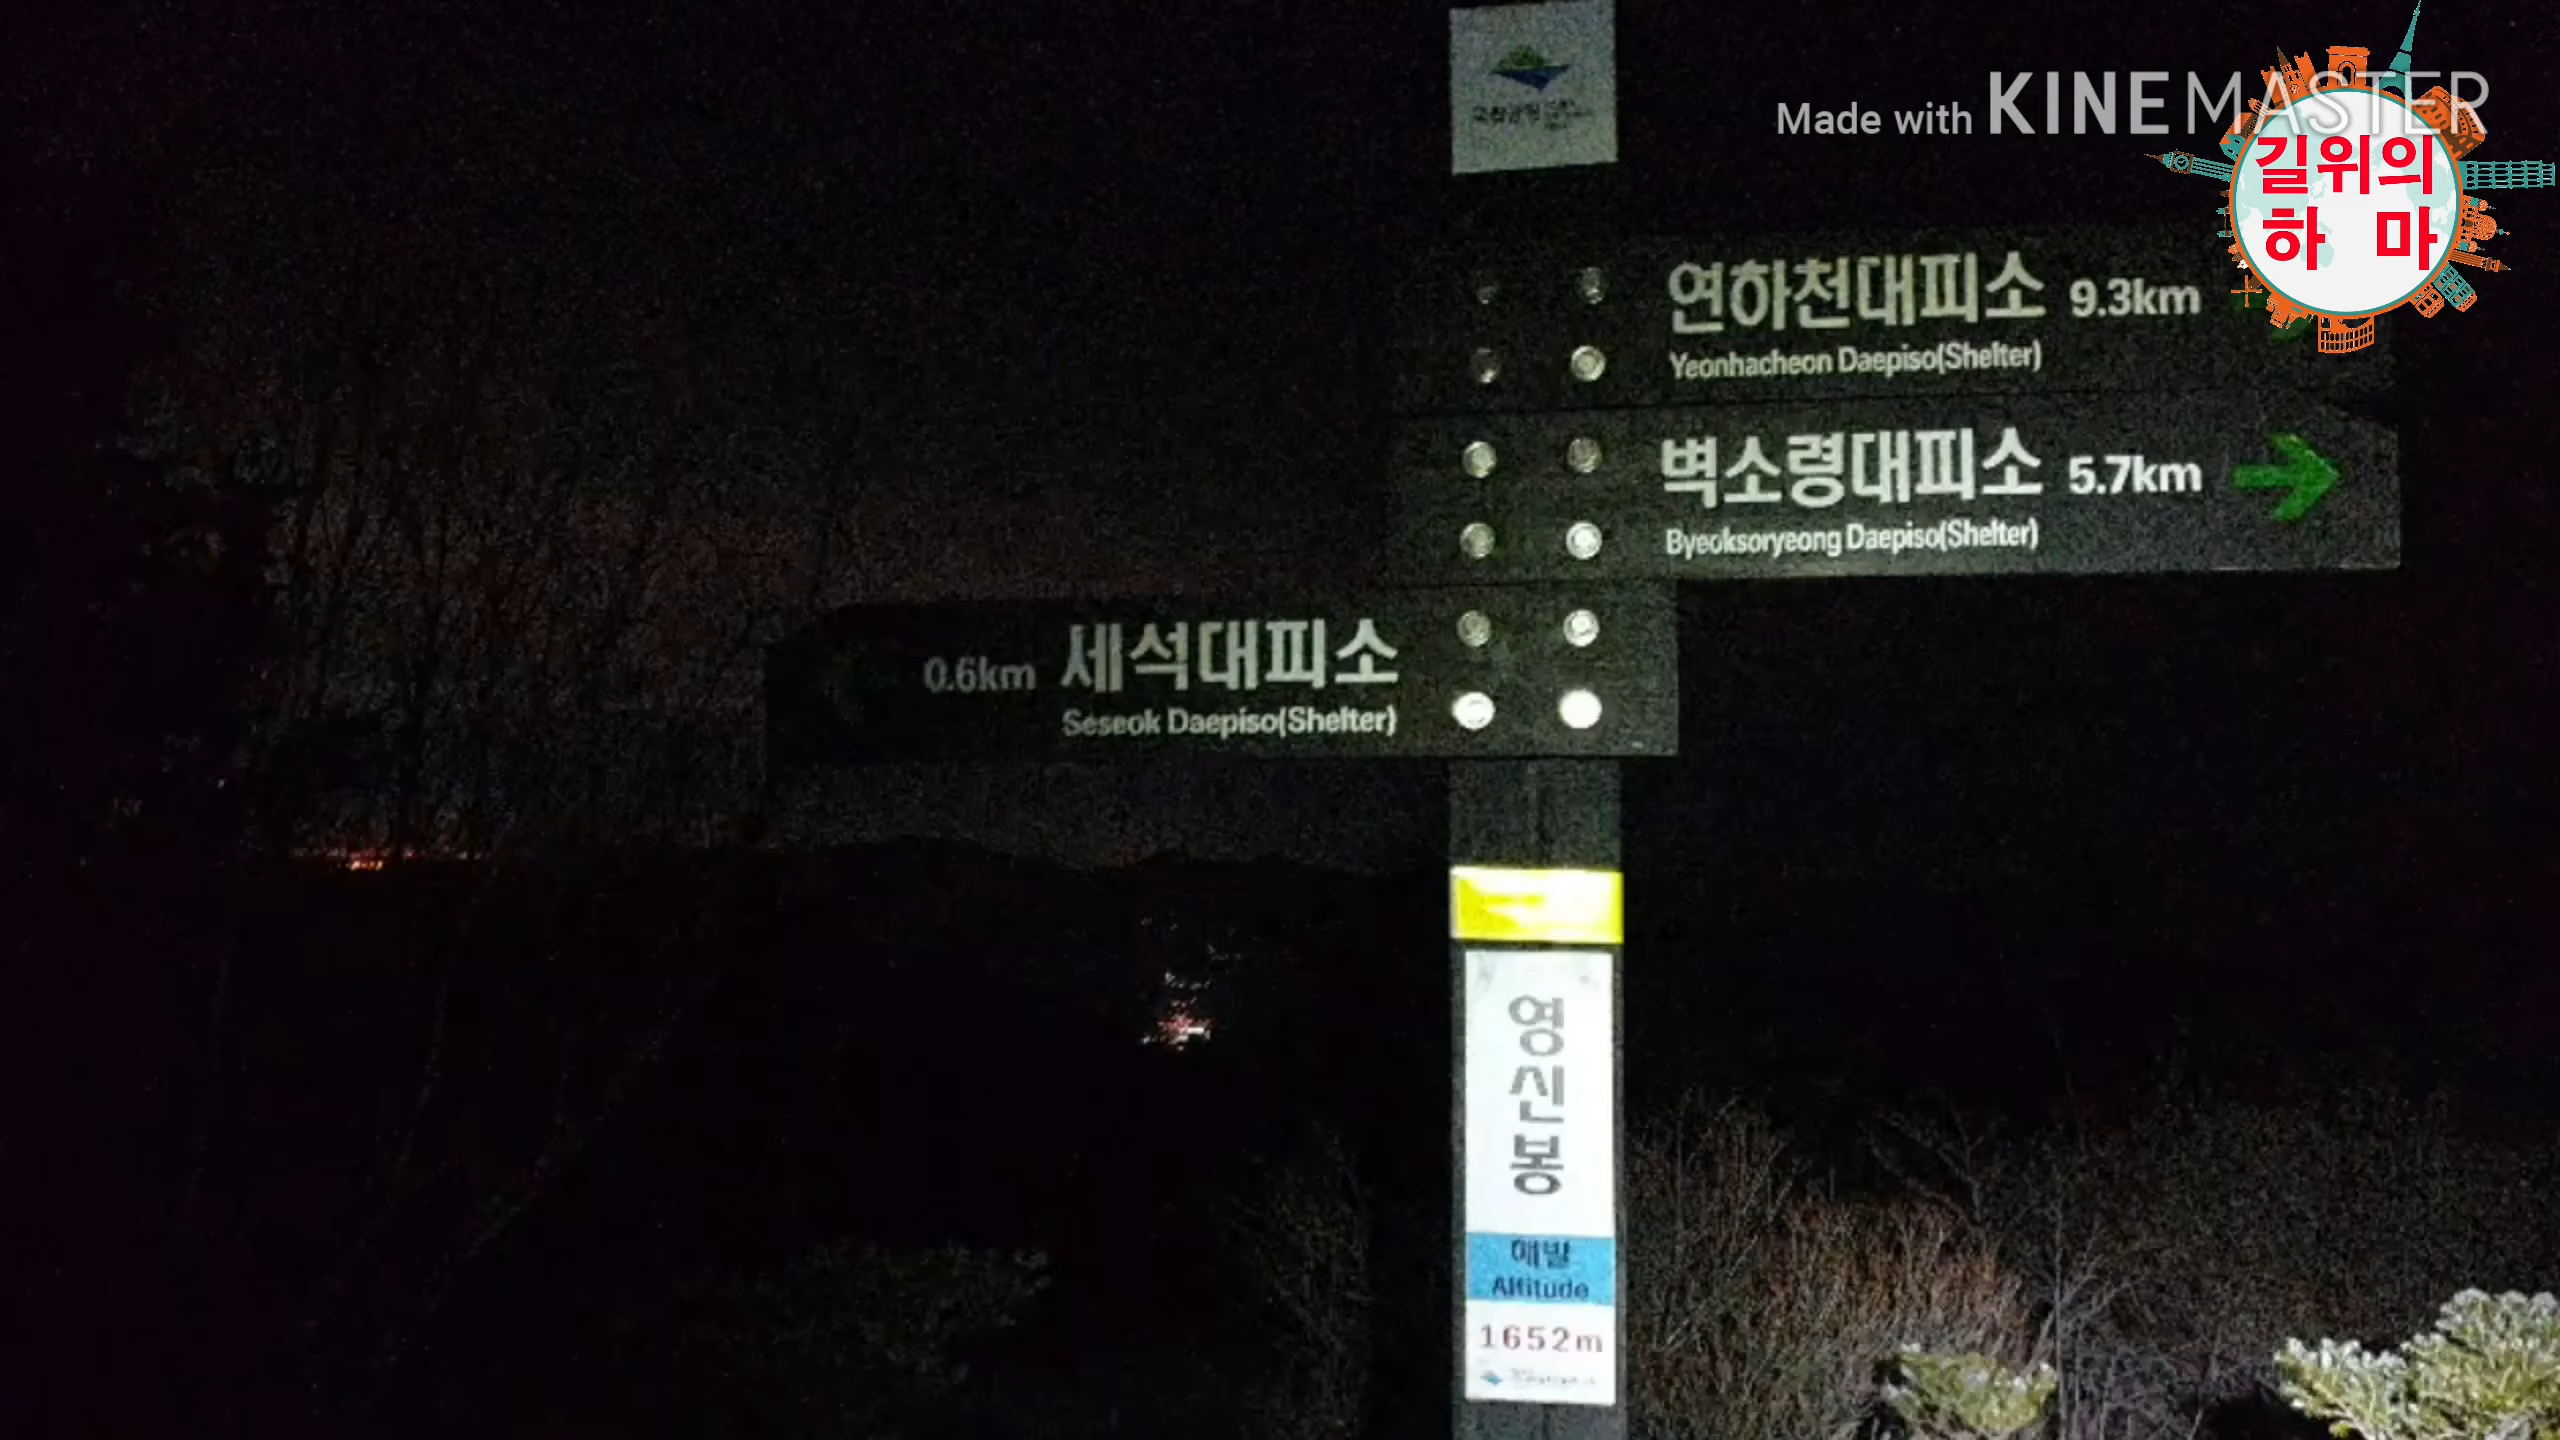 Made with KINEMASTER
길위의
하 마
연하천대피소 9.3km
Yeonhacheon Daepiso(Shelter)
벽소령대피소 5.7km
Byeoksoryeong Daepiso(Shelter)
0.6km 세석대피소
Seseok Daepiso(Shelter)
영신봉
해발
Altitude
1652m